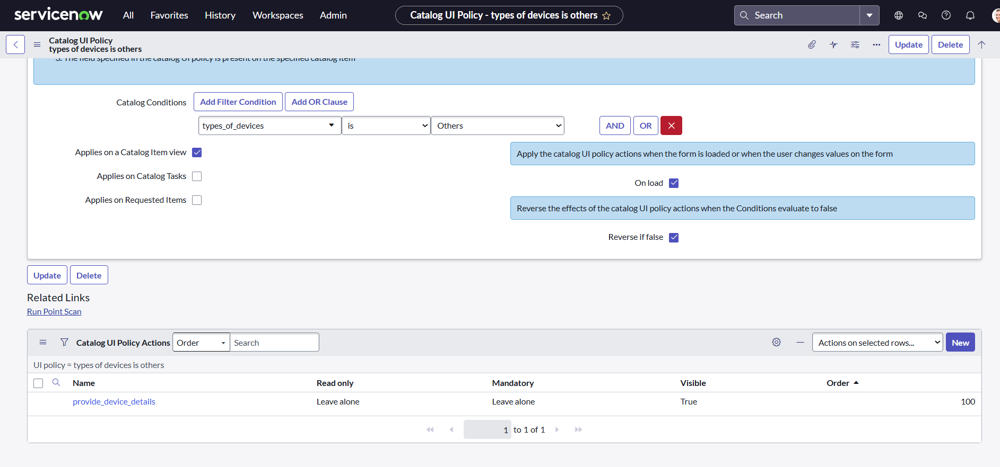 servicenow All Favorites History Workspaces Admin Catalog UI Policy - types of devices is others Search
Catalog UI Policy
types of devices is others
Update Delete
3. The field specified in the catalog UI policy is present on the specified catalog item
Catalog Conditions Add Filter Condition Add OR Clause
types_of_devices is Others AND OR
Applies on a Catalog Item view
Apply the catalog UI policy actions when the form is loaded or when the user changes values on the form
Applies on Catalog Tasks
On load
Applies on Requested Items
Reverse the effects of the catalog UI policy actions when the Conditions evaluate to false
Reverse if false
Update Delete
Related Links
Run Point Scan
Catalog UI Policy Actions Order Search Actions on selected rows... New
UI policy = types of devices is others
Name Read only Mandatory Visible Order
provide_device_details Leave alone Leave alone True 100
1 to 1 of 1